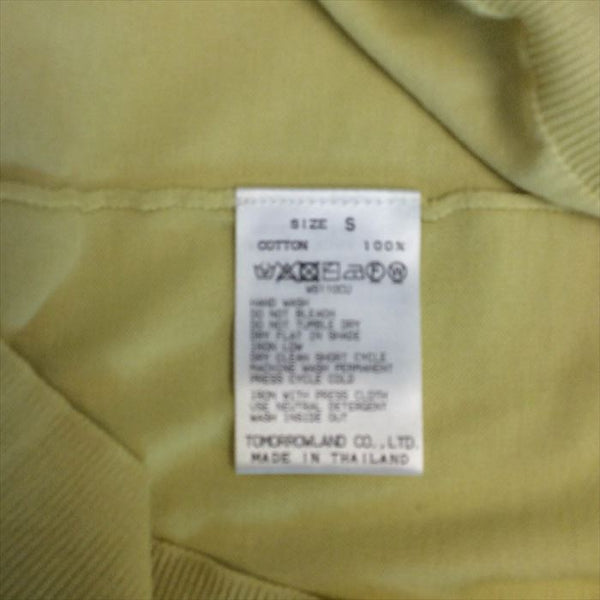 SIZE S
COTTON 100%
HAND WASH
DO NOT BLEACH
DO NOT TUMBLE DRY
DRY FLAT IN SHADE
IRON LOW
DRY CLEAN SHORT CYCLE
MACHINE WASH PERMANENT
PRESS CYCLE COLD
IRON WITH PRESS CLOTH
USE NEUTRAL DETERGENT
WASH INSIDE OUT
TOMORROWLAND CO.,LTD.
MADE IN THAILAND